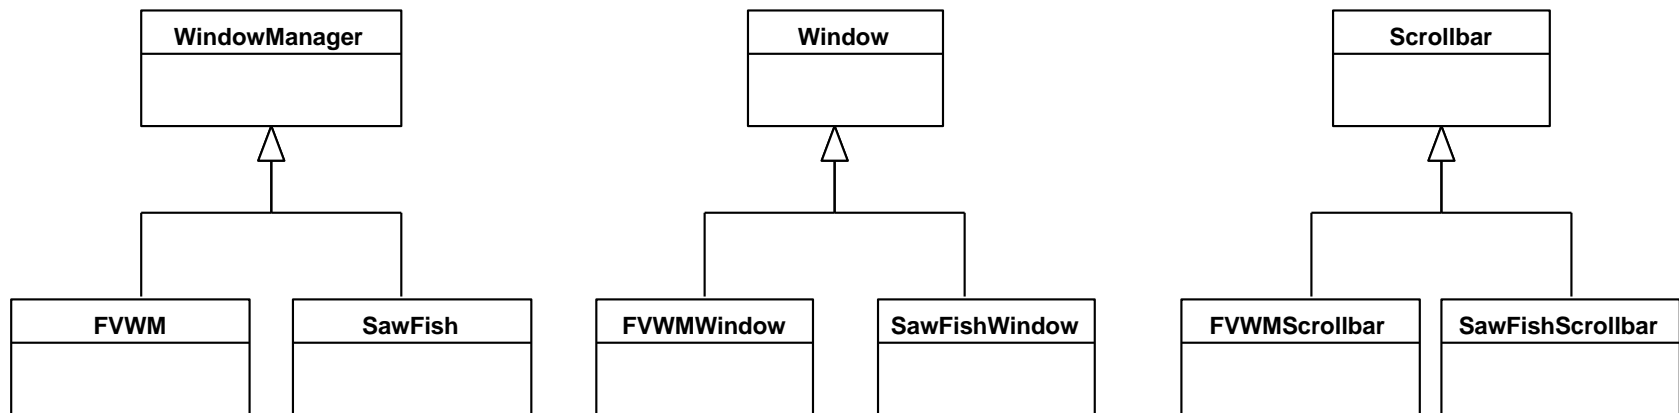 WindowManager
Window
Scrollbar
FVWM
SawFish
FVWMWindow
SawFishWindow
FVWMScrollbar
SawFishScrollbar